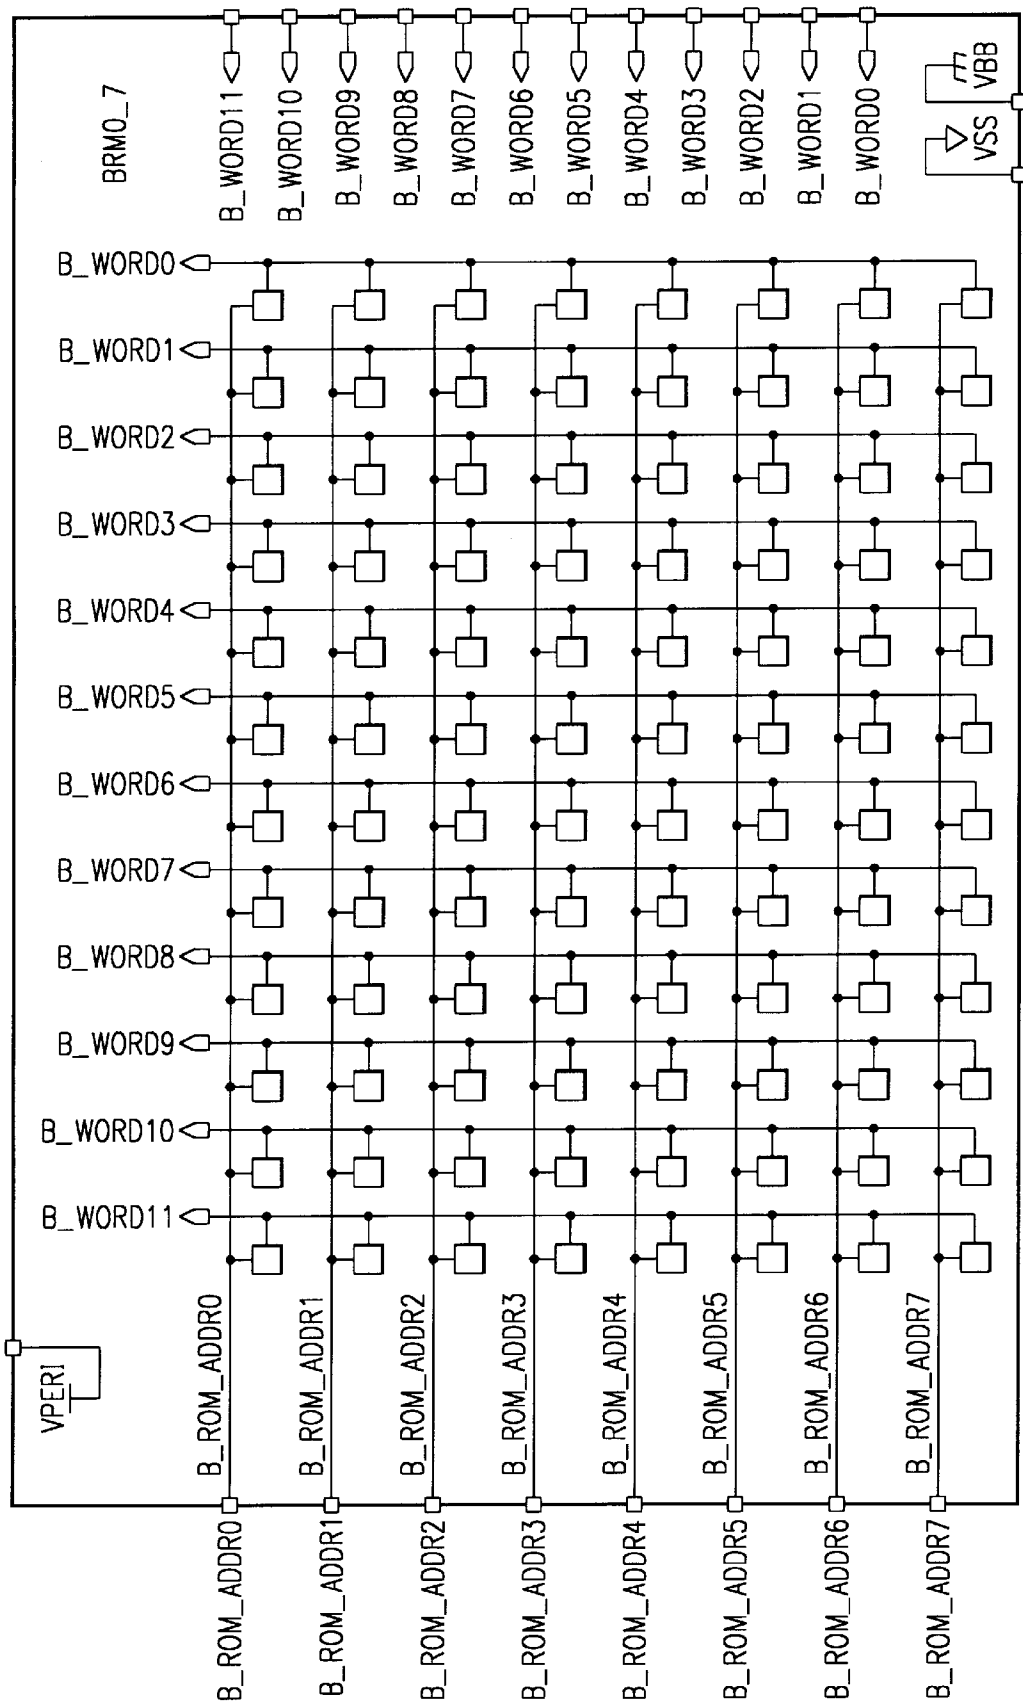 BRM0_7
B_WORD11
B_WORD10
B_WORD9
B_WORD8
B_WORD7
B_WORD6
B_WORD5
B_WORD4
B_WORD3
B_WORD2
B_WORD1
B_WORD0
VBB
VSS
B_WORD0
B_WORD1
B_WORD2
B_WORD3
B_WORD4
B_WORD5
B_WORD6
B_WORD7
B_WORD8
B_WORD9
B_WORD10
B_WORD11
VPERI
B_ROM_ADDR0
B_ROM_ADDR1
B_ROM_ADDR2
B_ROM_ADDR3
B_ROM_ADDR4
B_ROM_ADDR5
B_ROM_ADDR6
B_ROM_ADDR7
B_ROM_ADDR0
B_ROM_ADDR1
B_ROM_ADDR2
B_ROM_ADDR3
B_ROM_ADDR4
B_ROM_ADDR5
B_ROM_ADDR6
B_ROM_ADDR7